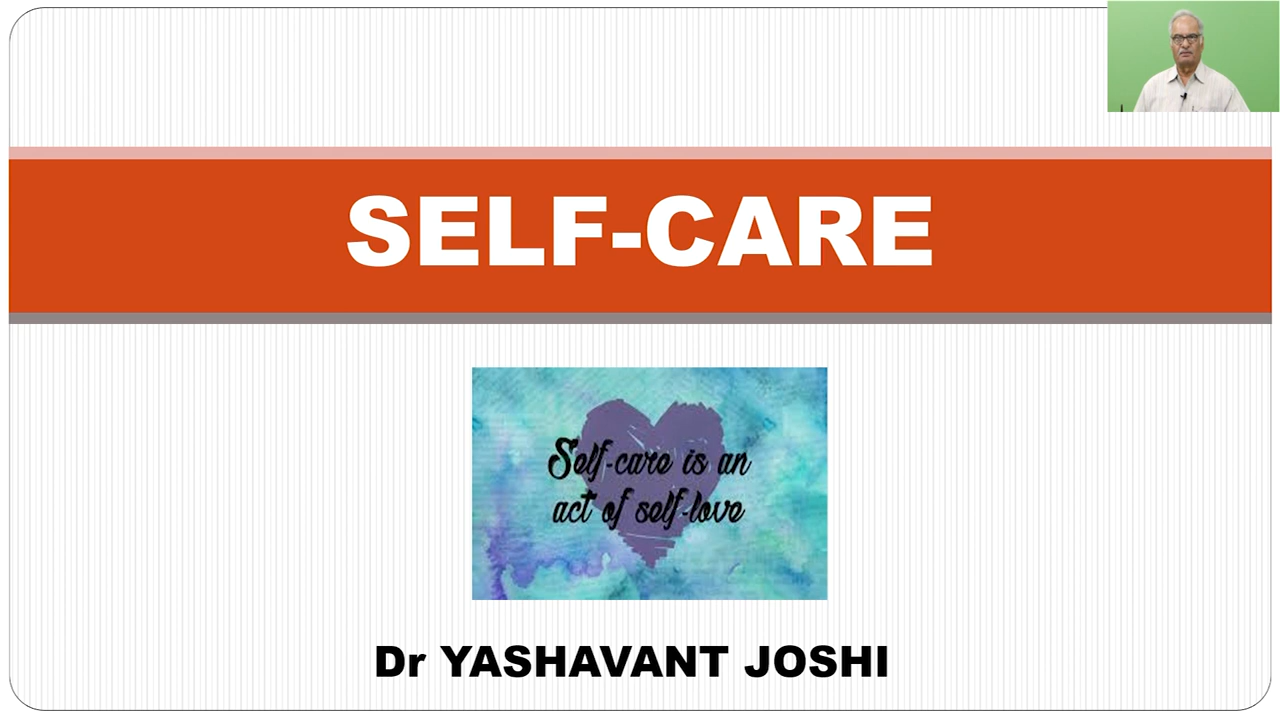 SELF-CARE
Self-care is an
act of self-love
Dr YASHAVANT JOSHI